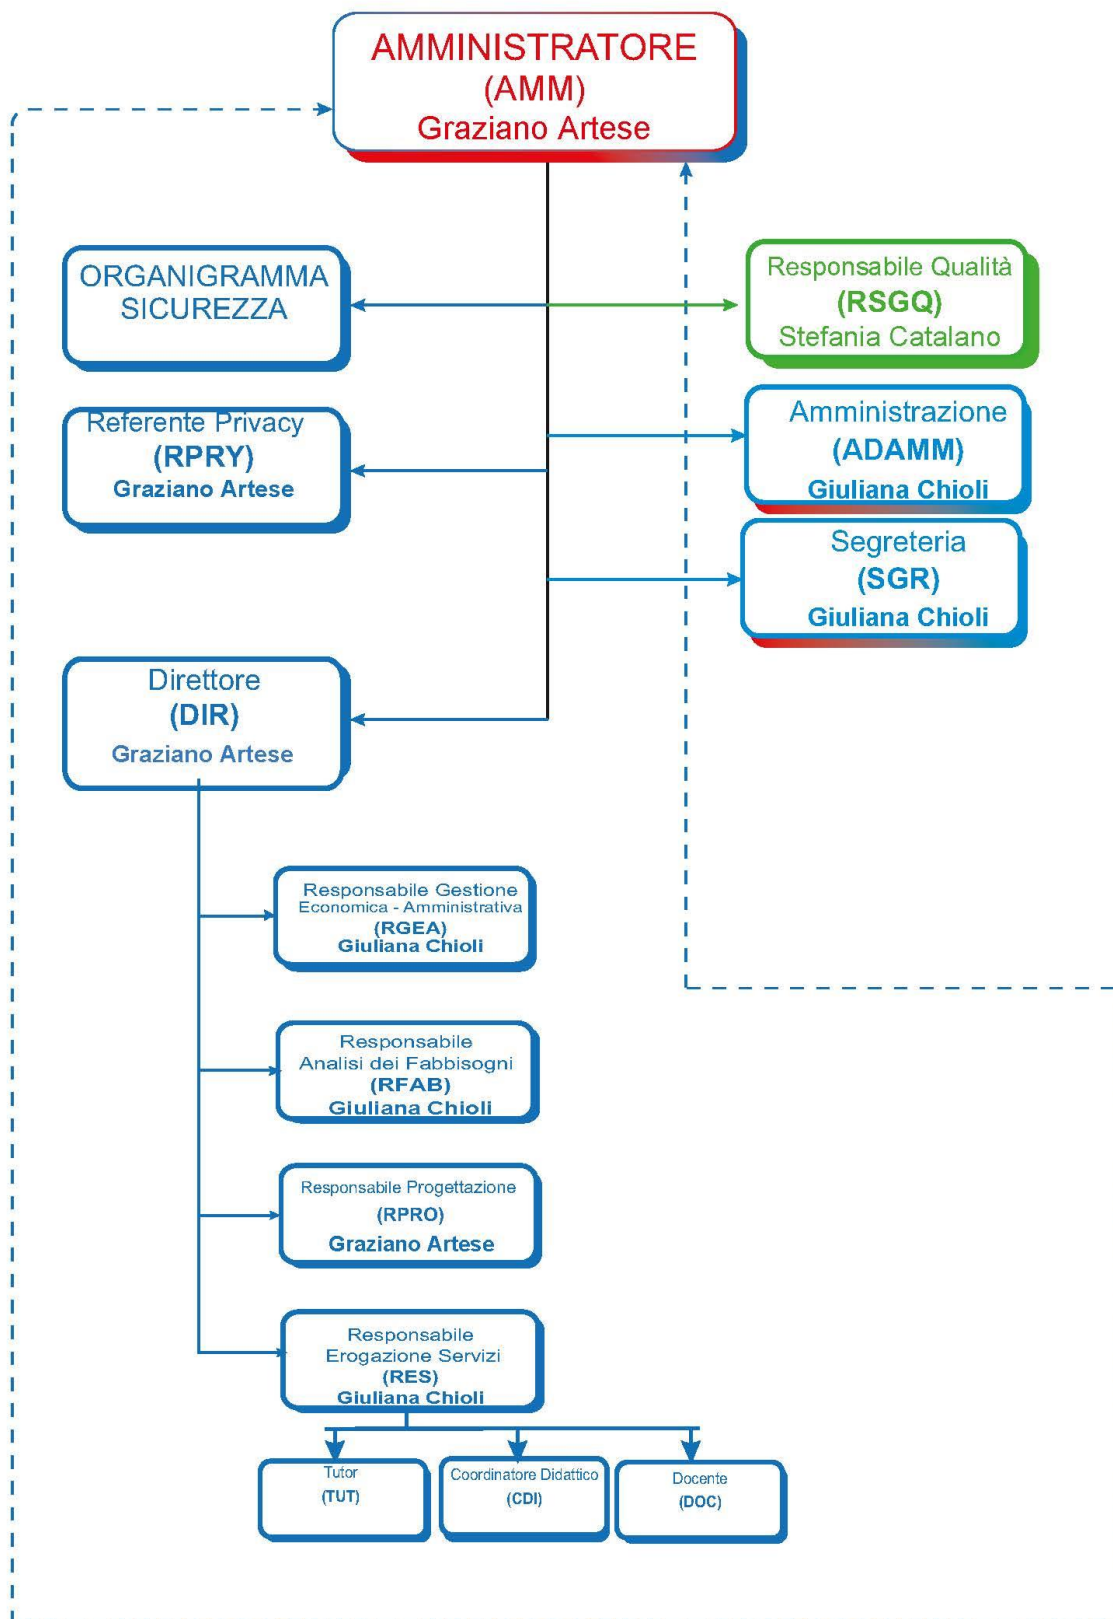 AMMINISTRATORE
(AMM)
Graziano Artese
ORGANIGRAMMA
SICUREZZA
Responsabile Qualità
(RSGQ)
Stefania Catalano
Referente Privacy
(RPRY)
Graziano Artese
Amministrazione
(ADAMM)
Giuliana Chioli
Segreteria
(SGR)
Giuliana Chioli
Direttore
(DIR)
Graziano Artese
Responsabile Gestione
Economica - Amministrativa
(RGEA)
Giuliana Chioli
Responsabile
Analisi dei Fabbisogni
(RFAB)
Giuliana Chioli
Responsabile Progettazione
(RPRO)
Graziano Artese
Responsabile
Erogazione Servizi
(RES)
Giuliana Chioli
Tutor
(TUT)
Coordinatore Didattico
(CDI)
Docente
(DOC)